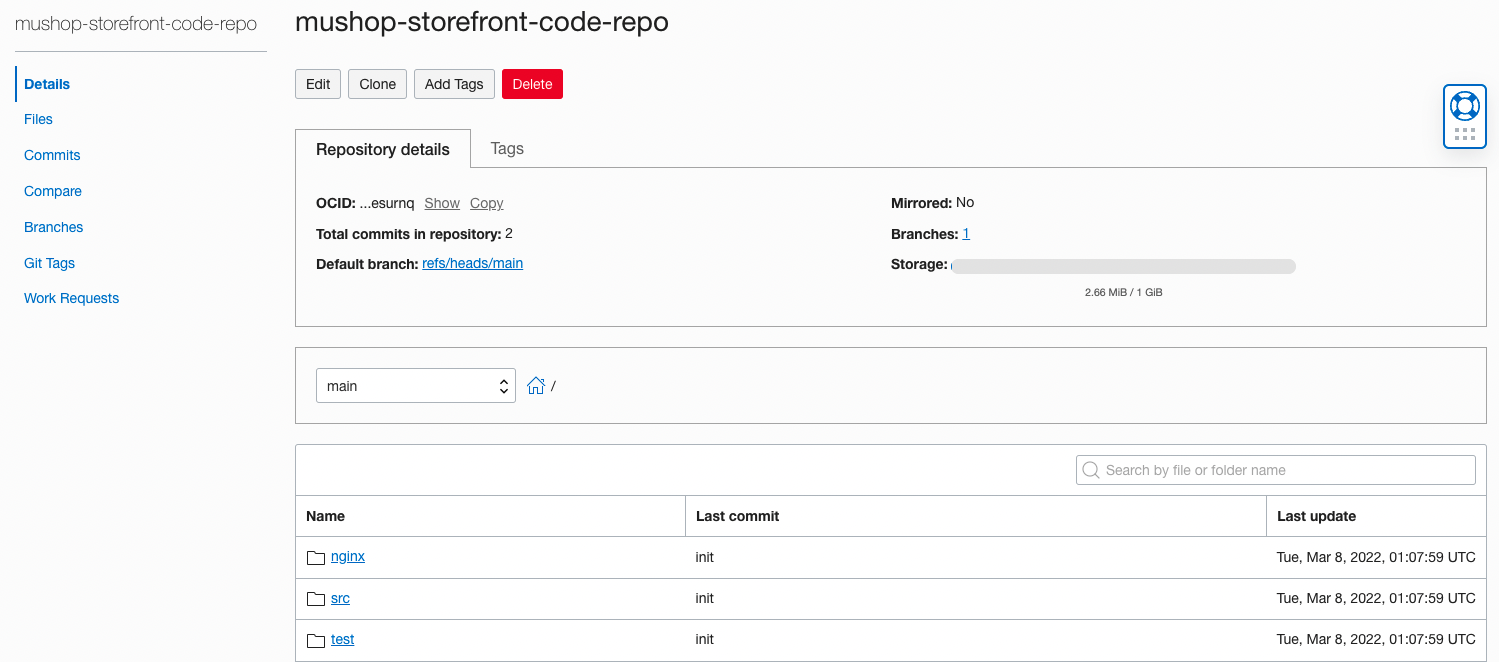 mushop-storefront-code-repo
Details
Files
Commits
Compare
Branches
Git Tags
Work Requests
mushop-storefront-code-repo
Edit Clone Add Tags Delete
Repository details Tags
OCID: ...esurnq Show Copy
Total commits in repository: 2
Default branch: refs/heads/main
Mirrored: No
Branches: 1
Storage:
2.66 MiB / 1 GiB
main /
Search by file or folder name
Name Last commit Last update
nginx init Tue, Mar 8, 2022, 01:07:59 UTC
src init Tue, Mar 8, 2022, 01:07:59 UTC
test init Tue, Mar 8, 2022, 01:07:59 UTC